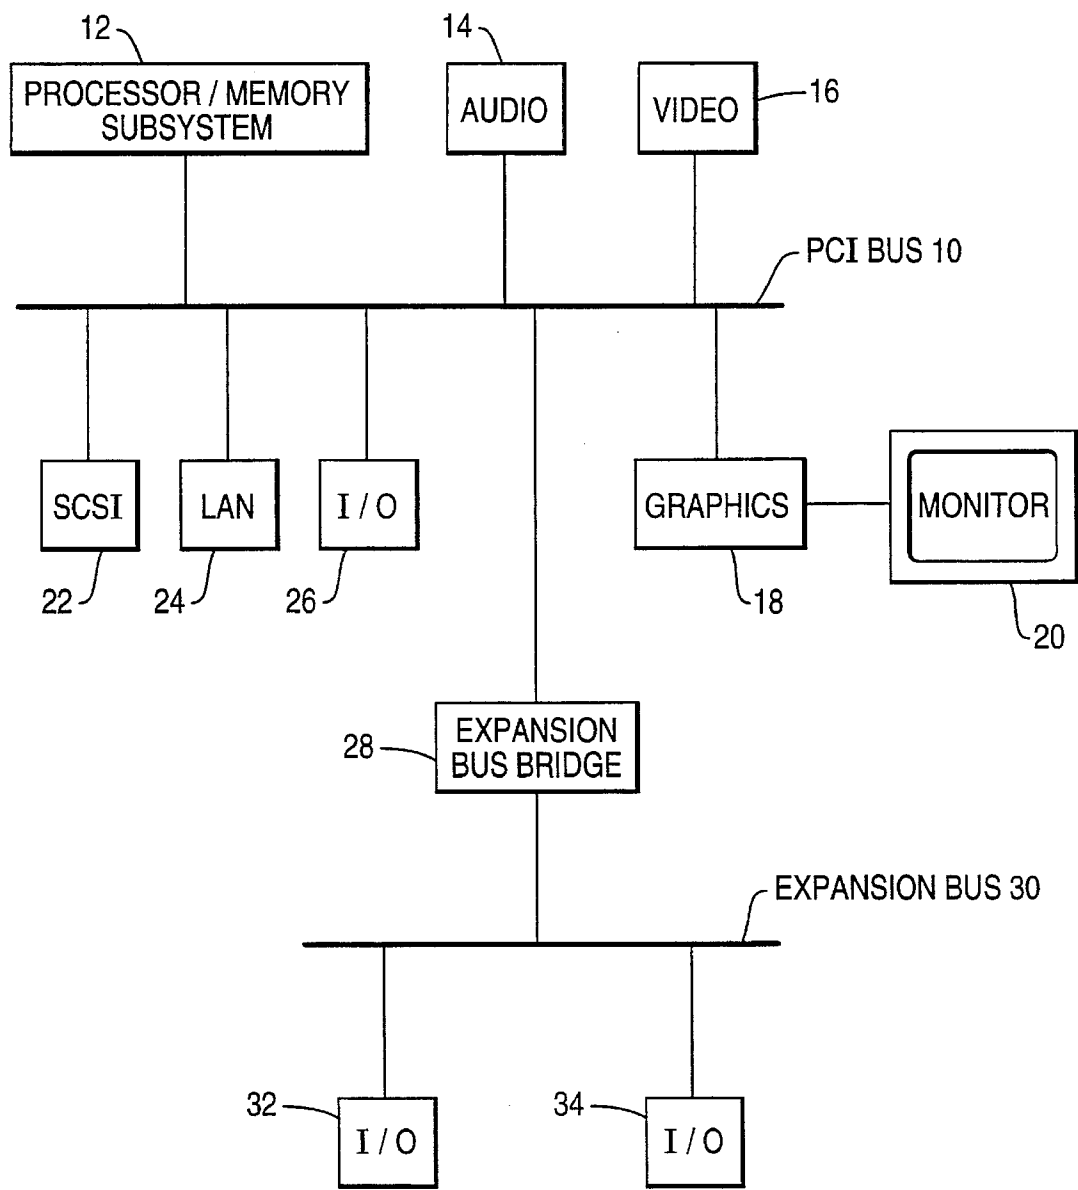 12
14
PROCESSOR / MEMORY
SUBSYSTEM
AUDIO
VIDEO
16
PCI BUS 10
SCSI
LAN
I / O
GRAPHICS
MONITOR
22
24
26
18
20
28
EXPANSION
BUS BRIDGE
EXPANSION BUS 30
32
I / O
34
I / O